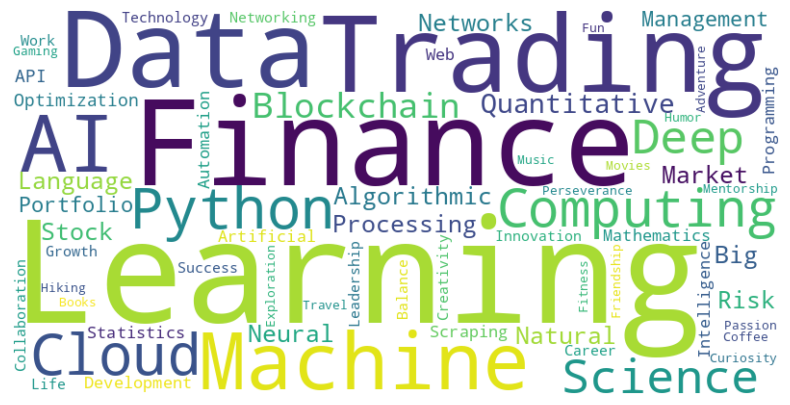 Technology
Networking
Networks
Management
Work
Gaming
Data
Trading
Fun
Web
API
Adventure
Programming
Optimization
Automation
Blockchain
Quantitative
AI
Finance
Humor
Deep
Music
Movies
Market
Language
Portfolio
Python
Algorithmic
Perseverance
Mentorship
Computing
Processing
Stock
Artificial
Innovation
Mathematics
Growth
Learning
Big
Success
Exploration
Leadership
Balance
Creativity
Fitness
Friendship
Intelligence
Collaboration
Hiking
Books
Travel
Risk
Statistics
Neural
Scraping
Natural
Passion
Coffee
Cloud
Machine
Career
Curiosity
Life
Development
Science